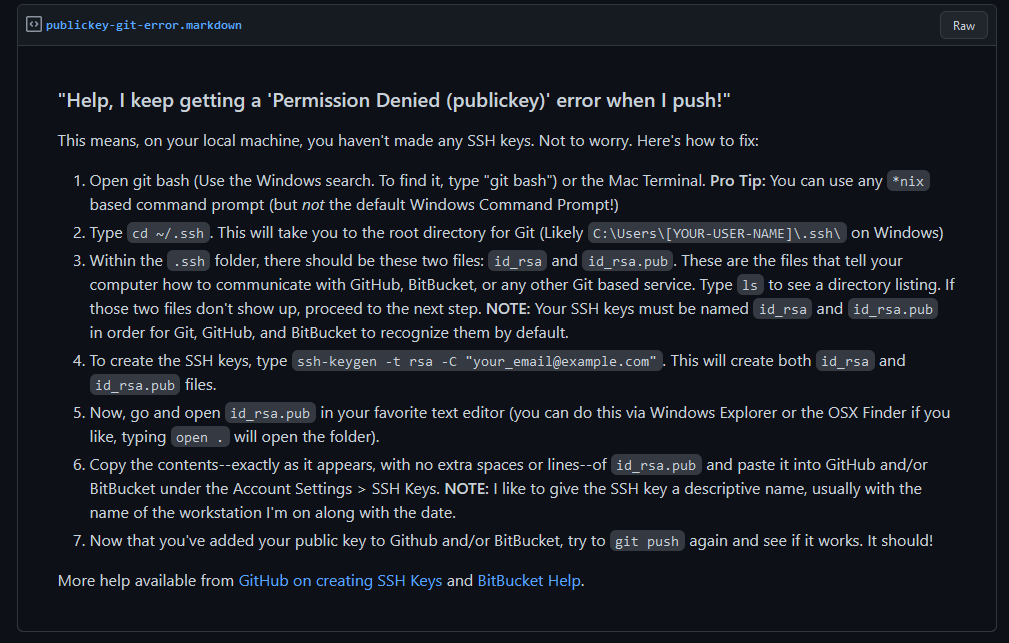 publickey-git-error.markdown
Raw
"Help, I keep getting a 'Permission Denied (publickey)' error when I push!"
This means, on your local machine, you haven't made any SSH keys. Not to worry. Here's how to fix:
1. Open git bash (Use the Windows search. To find it, type "git bash") or the Mac Terminal. Pro Tip: You can use any *nix
based command prompt (but not the default Windows Command Prompt!)
2. Type cd ~/.ssh. This will take you to the root directory for Git (Likely C:\Users\[YOUR-USER-NAME]\.ssh\ on Windows)
3. Within the .ssh folder, there should be these two files: id_rsa and id_rsa.pub. These are the files that tell your
computer how to communicate with GitHub, BitBucket, or any other Git based service. Type ls to see a directory listing. If
those two files don't show up, proceed to the next step. NOTE: Your SSH keys must be named id_rsa and id_rsa.pub
in order for Git, GitHub, and BitBucket to recognize them by default.
4. To create the SSH keys, type ssh-keygen -t rsa -C "your_email@example.com". This will create both id_rsa and
id_rsa.pub files.
5. Now, go and open id_rsa.pub in your favorite text editor (you can do this via Windows Explorer or the OSX Finder if you
like, typing open . will open the folder).
6. Copy the contents--exactly as it appears, with no extra spaces or lines--of id_rsa.pub and paste it into GitHub and/or
BitBucket under the Account Settings > SSH Keys. NOTE: I like to give the SSH key a descriptive name, usually with the
name of the workstation I'm on along with the date.
7. Now that you've added your public key to Github and/or BitBucket, try to git push again and see if it works. It should!
More help available from GitHub on creating SSH Keys and BitBucket Help.